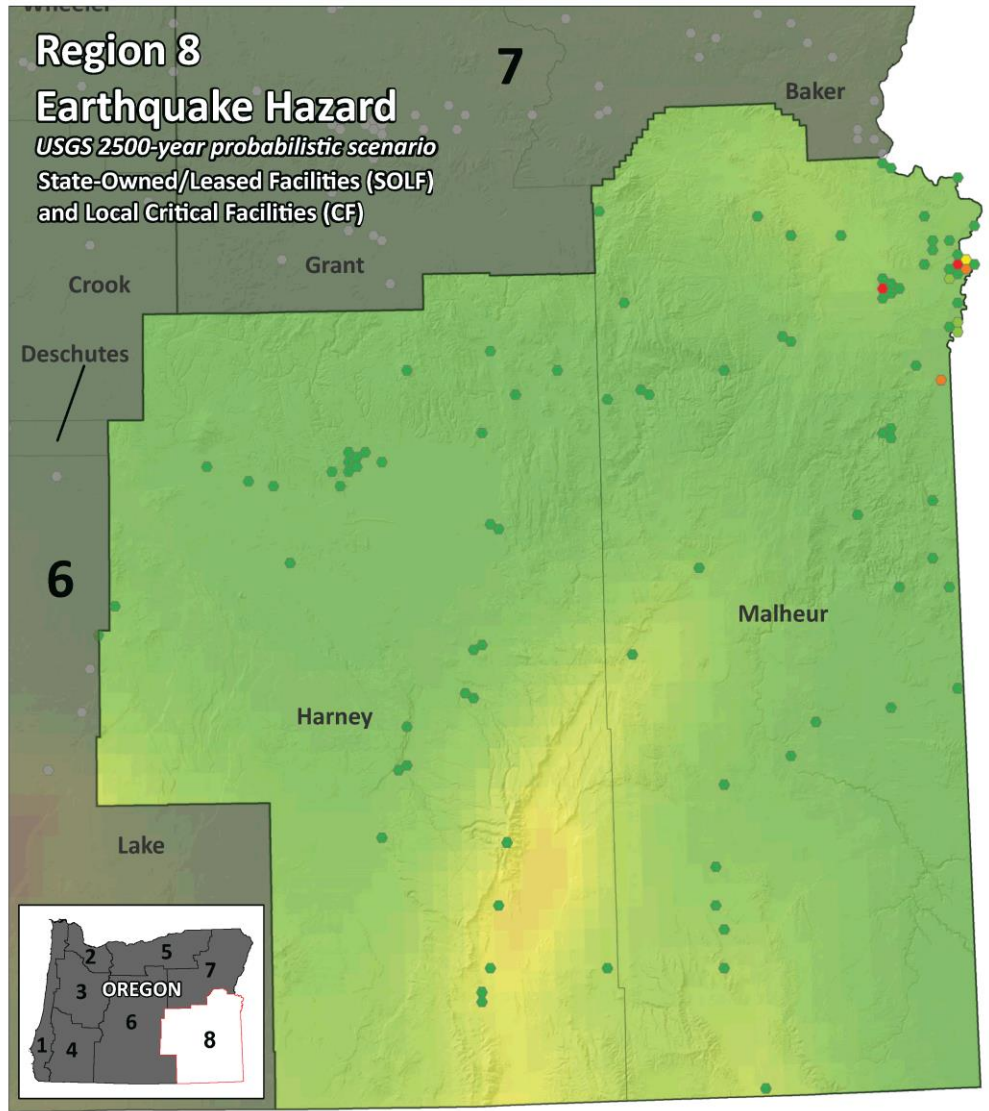 Wheeler
Region 8
Earthquake Hazard
USGS 2500-year probabilistic scenario
State-Owned/Leased Facilities (SOLF)
and Local Critical Facilities (CF)
7
Baker
Grant
Crook
Deschutes
6
Malheur
Harney
Lake
2
5
7
OREGON
3
6
8
1
4